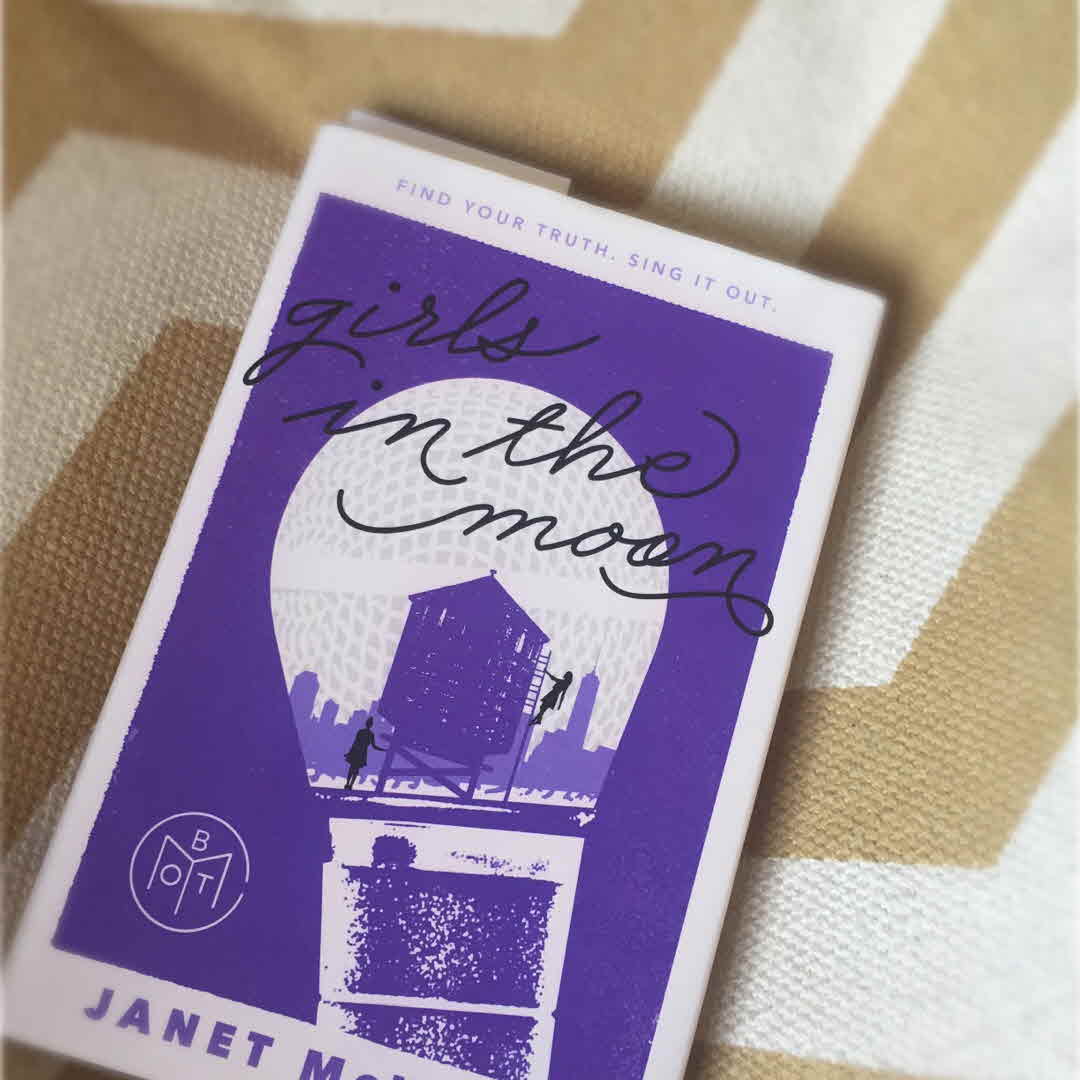 FIND YOUR TRUTH. SING IT OUT.
girls
in the
moon
B
O T
M
JANET